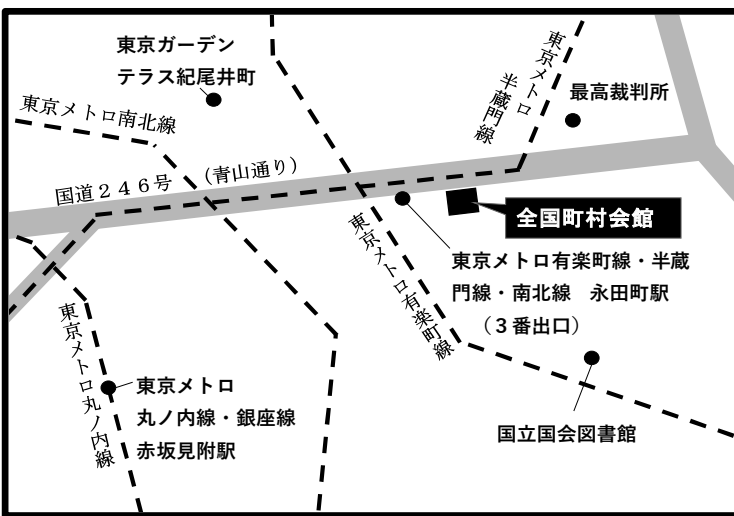 東京ガーデン
テラス紀尾井町
東京メトロ南北線
東京メトロ
半蔵門線
最高裁判所
国道２４６号 （青山通り）
全国町村会館
東京メトロ有楽町線・半蔵
門線・南北線　永田町駅
（３番出口）
東京メトロ有楽町線
東京メトロ丸ノ内線
東京メトロ
丸ノ内線・銀座線
赤坂見附駅
国立国会図書館